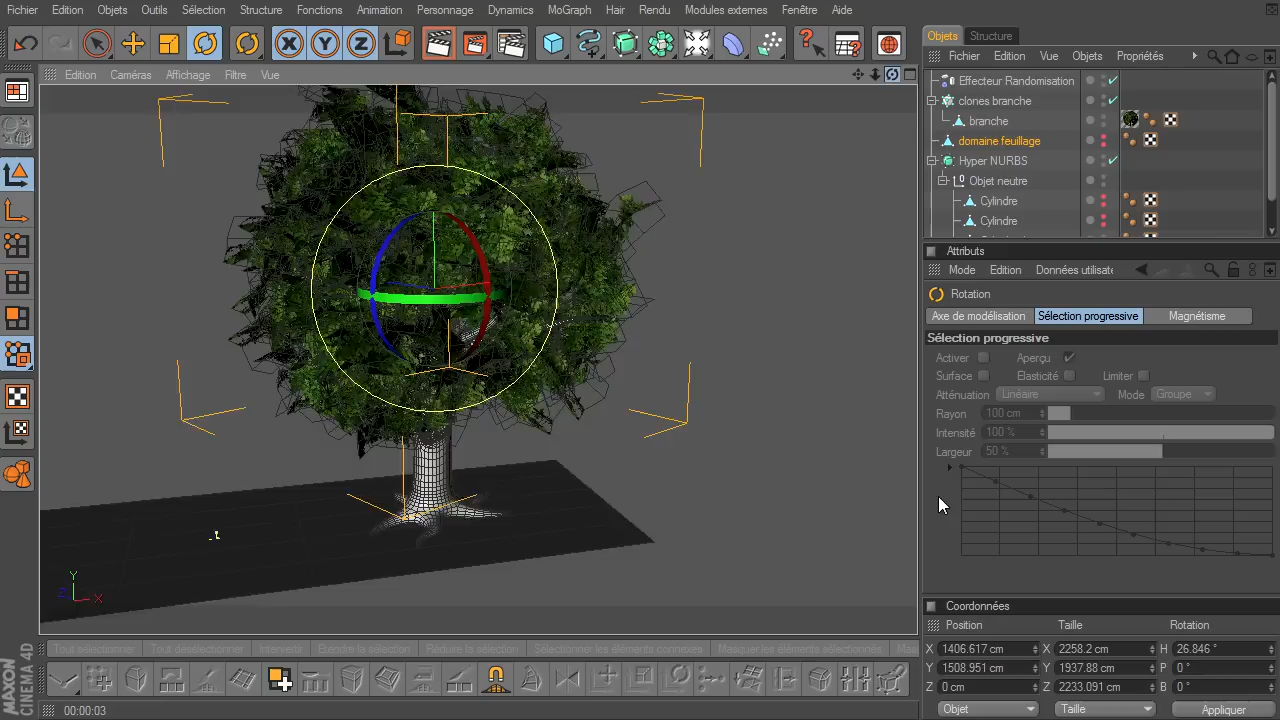 Fichier Edition Objets Outils Sélection Structure Fonctions Animation Personnage Dynamics MoGraph Hair Rendu Modules externes Fenêtre Aide
Objets Structure
Fichier Edition Vue Objets Propriétés
Edition Caméras Affichage Filtre Vue
Effecteur Randomisation
clones branche
branche
domaine feuillage
Hyper NURBS
Objet neutre
Cylindre
Cylindre
Attributs
Mode Edition Données utilisate
Rotation
Axe de modélisation Sélection progressive Magnétisme
Sélection progressive
Activer Aperçu
Surface Elasticité Limiter
Atténuation Linéaire Mode Groupe
Rayon 100 cm
Intensité 100 %
Largeur 50 %
Y
Z X
Coordonnées
Position Taille Rotation
X 1406.617 cm X 2258.2 cm H 26.846 °
Y 1508.951 cm Y 1937.88 cm P 0 °
Z 0 cm Z 2233.091 cm B 0 °
Objet Taille Appliquer
Tout sélectionner Tout desélectionner Intervertir Etendre la sélection Réduire la sélection Sélectionner les éléments connexes Masquer les éléments sélectionnés Mas
00:00:03
MAXON
CINEMA 4D